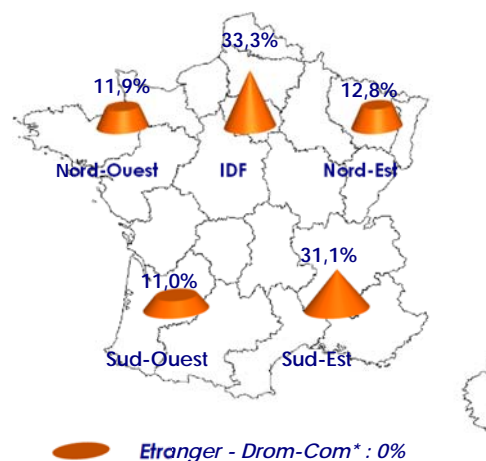 33,3%
11,9%
12,8%
Nord-Ouest
IDF
Nord-Est
31,1%
11,0%
Sud-Ouest
Sud-Est
Etranger - Drom-Com* : 0%